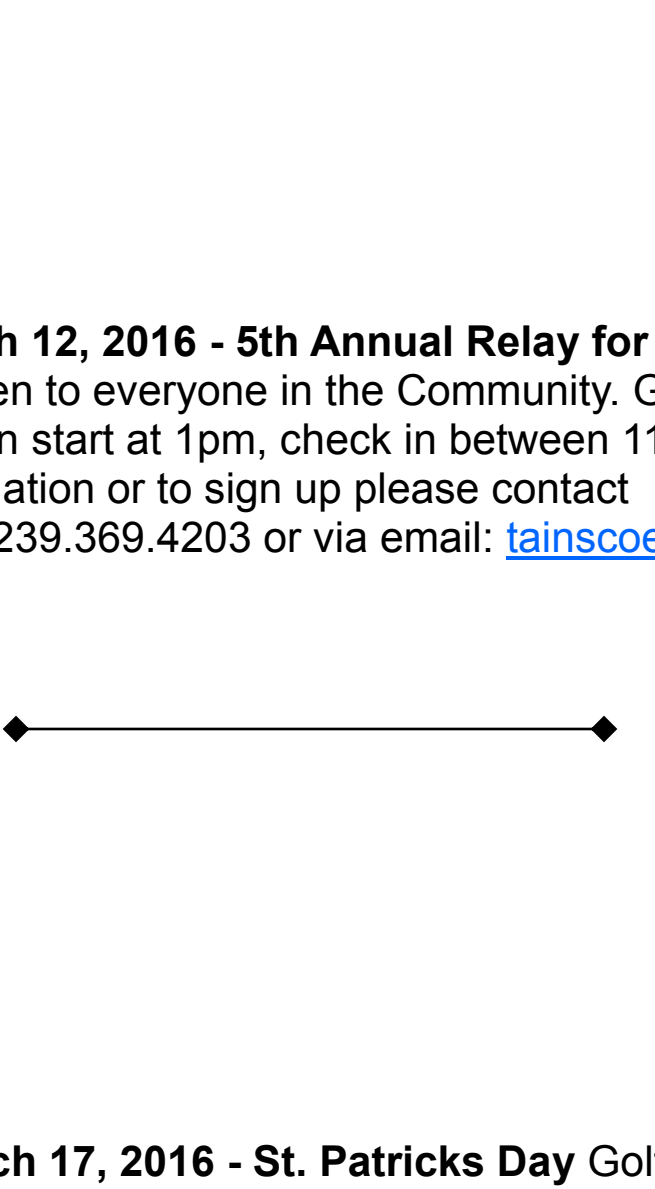 h 12, 2016 - 5th Annual Relay for
en to everyone in the Community. G
n start at 1pm, check in between 11
ation or to sign up please contact
239.369.4203 or via email: tainscoe
ch 17, 2016 - St. Patricks Day Golf